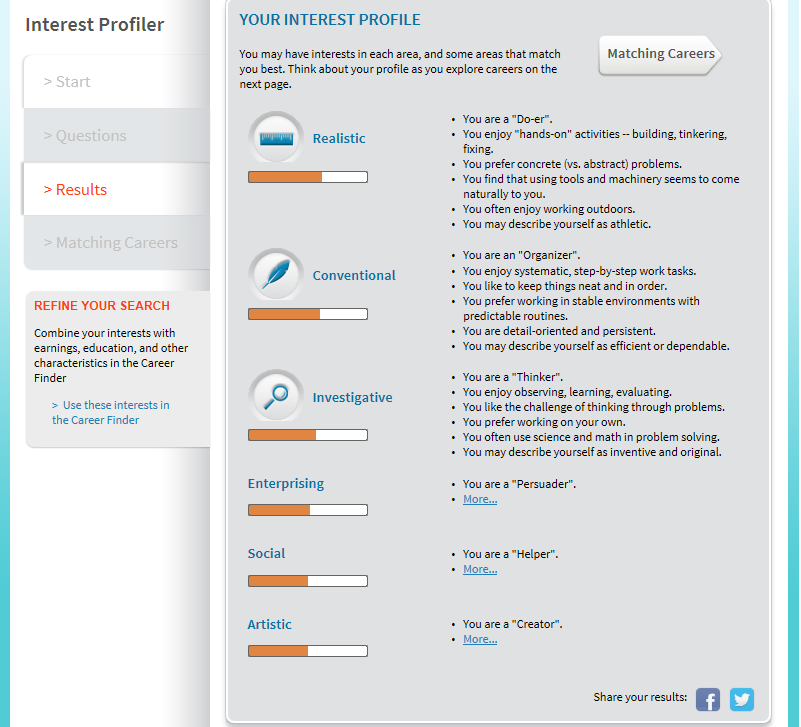 Interest Profiler
> Start
> Questions
> Results
> Matching Careers
REFINE YOUR SEARCH
Combine your interests with
earnings, education, and other
characteristics in the Career
Finder
> Use these interests in
the Career Finder
YOUR INTEREST PROFILE
You may have interests in each area, and some areas that match
you best. Think about your profile as you explore careers on the
next page.
Matching Careers
Realistic
• You are a "Do-er".
• You enjoy "hands-on" activities -- building, tinkering,
fixing.
• You prefer concrete (vs. abstract) problems.
• You find that using tools and machinery seems to come
naturally to you.
• You often enjoy working outdoors.
• You may describe yourself as athletic.
Conventional
• You are an "Organizer".
• You enjoy systematic, step-by-step work tasks.
• You like to keep things neat and in order.
• You prefer working in stable environments with
predictable routines.
• You are detail-oriented and persistent.
• You may describe yourself as efficient or dependable.
Investigative
• You are a "Thinker".
• You enjoy observing, learning, evaluating.
• You like the challenge of thinking through problems.
• You prefer working on your own.
• You often use science and math in problem solving.
• You may describe yourself as inventive and original.
Enterprising
• You are a "Persuader".
• More...
Social
• You are a "Helper".
• More...
Artistic
• You are a "Creator".
• More...
Share your results: